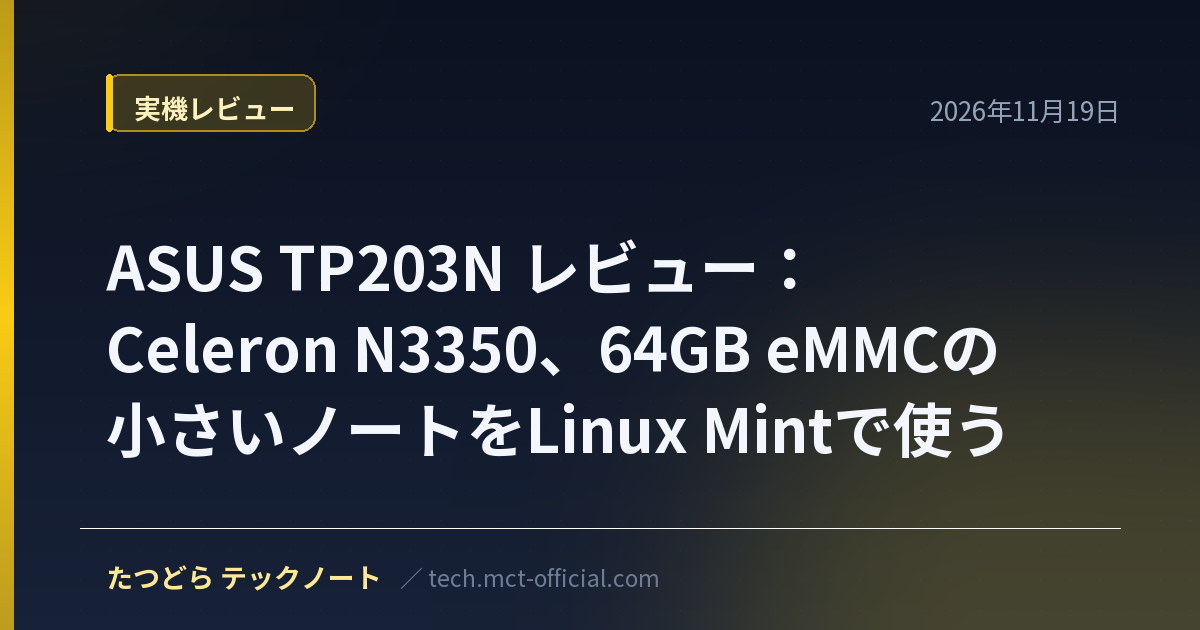 実機レビュー
2026年11月19日
ASUS TP203N レビュー：
Celeron N3350、64GB eMMCの
小さいノートをLinux Mintで使う
たつどら テックノート ／ tech.mct-official.com